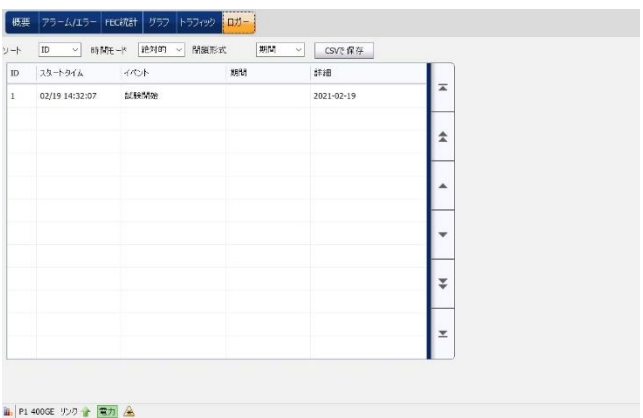 概要 アラーム/エラー FEC統計 グラフ トラフィック ロガー
ソート ID 時間モード 絶対的 閉鎖形式 期間 CSVで保存
ID スタートタイム イベント 期間 詳細
1 02/19 14:32:07 試験開始 2021-02-19
P1 400GE リンク 電力